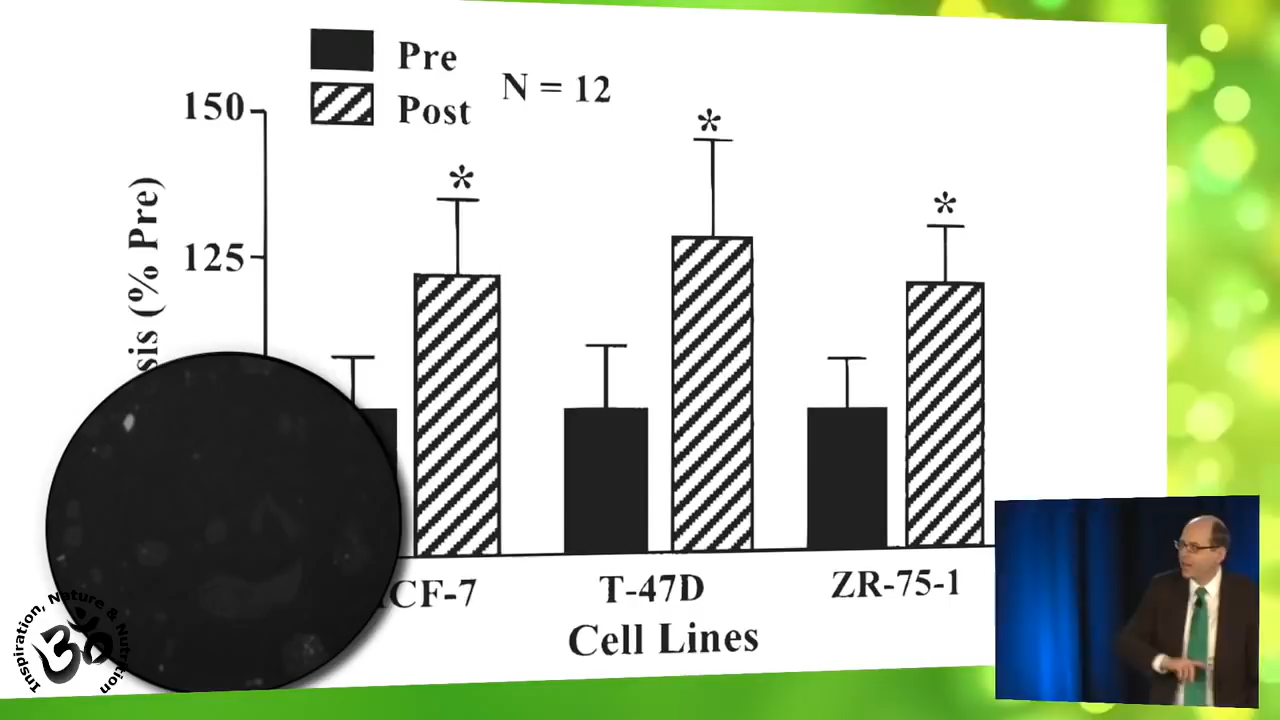 Pre
Post
N = 12
150
125
sis (% Pre)
*
*
*
CF-7
T-47D
ZR-75-1
Cell Lines
Inspiration, Nature & Nutrition
ॐ